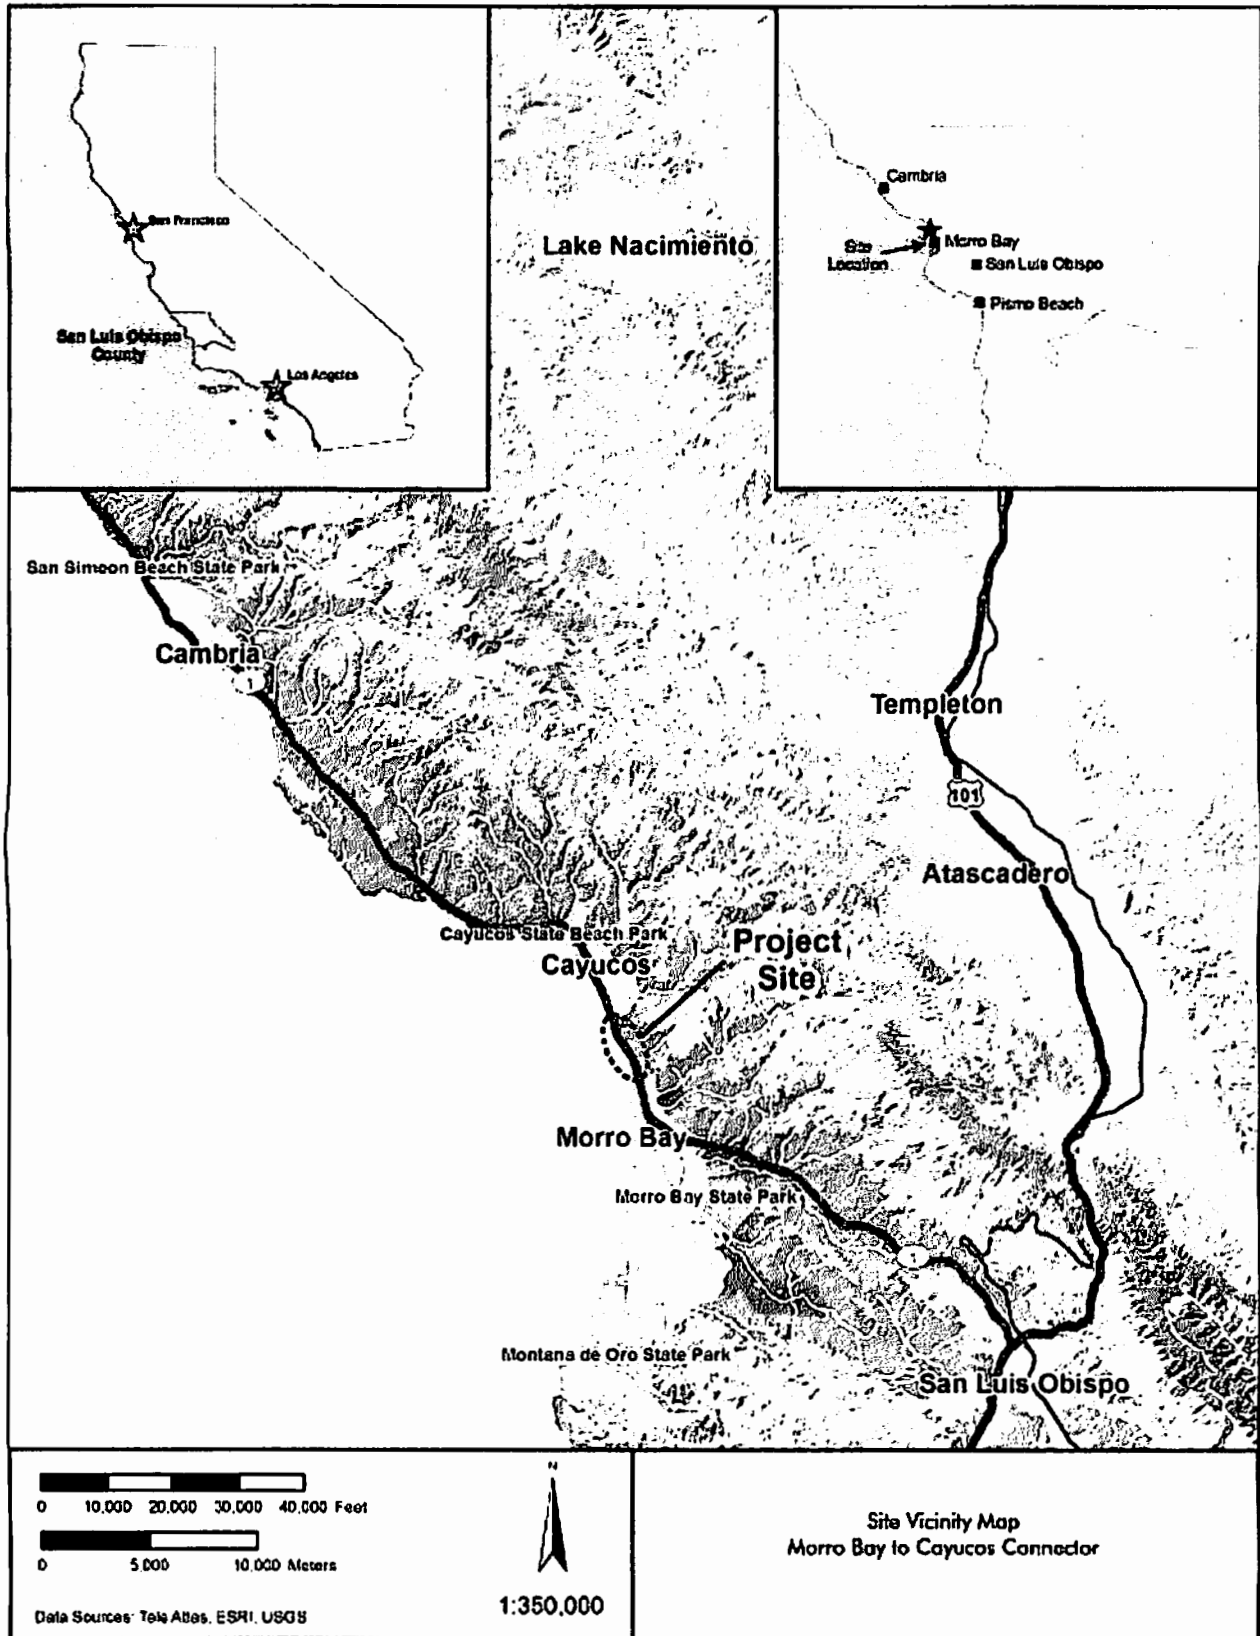 San Francisco
San Luis Obispo
County
Los Angeles
Lake Nacimiento
Cambria
Site
Location
Morro Bay
San Luis Obispo
Pismo Beach
San Simeon Beach State Park
Cambria
1
Templeton
101
Atascadero
Cayucos State Beach Park
Cayucos
Project
Site
Morro Bay
Morro Bay State Park
1
Montana de Oro State Park
San Luis Obispo
0 10,000 20,000 30,000 40,000 Feet
0 5,000 10,000 Meters
Data Sources: Tele Atlas, ESRI, USGS
N
1:350,000
Site Vicinity Map
Morro Bay to Cayucos Connector